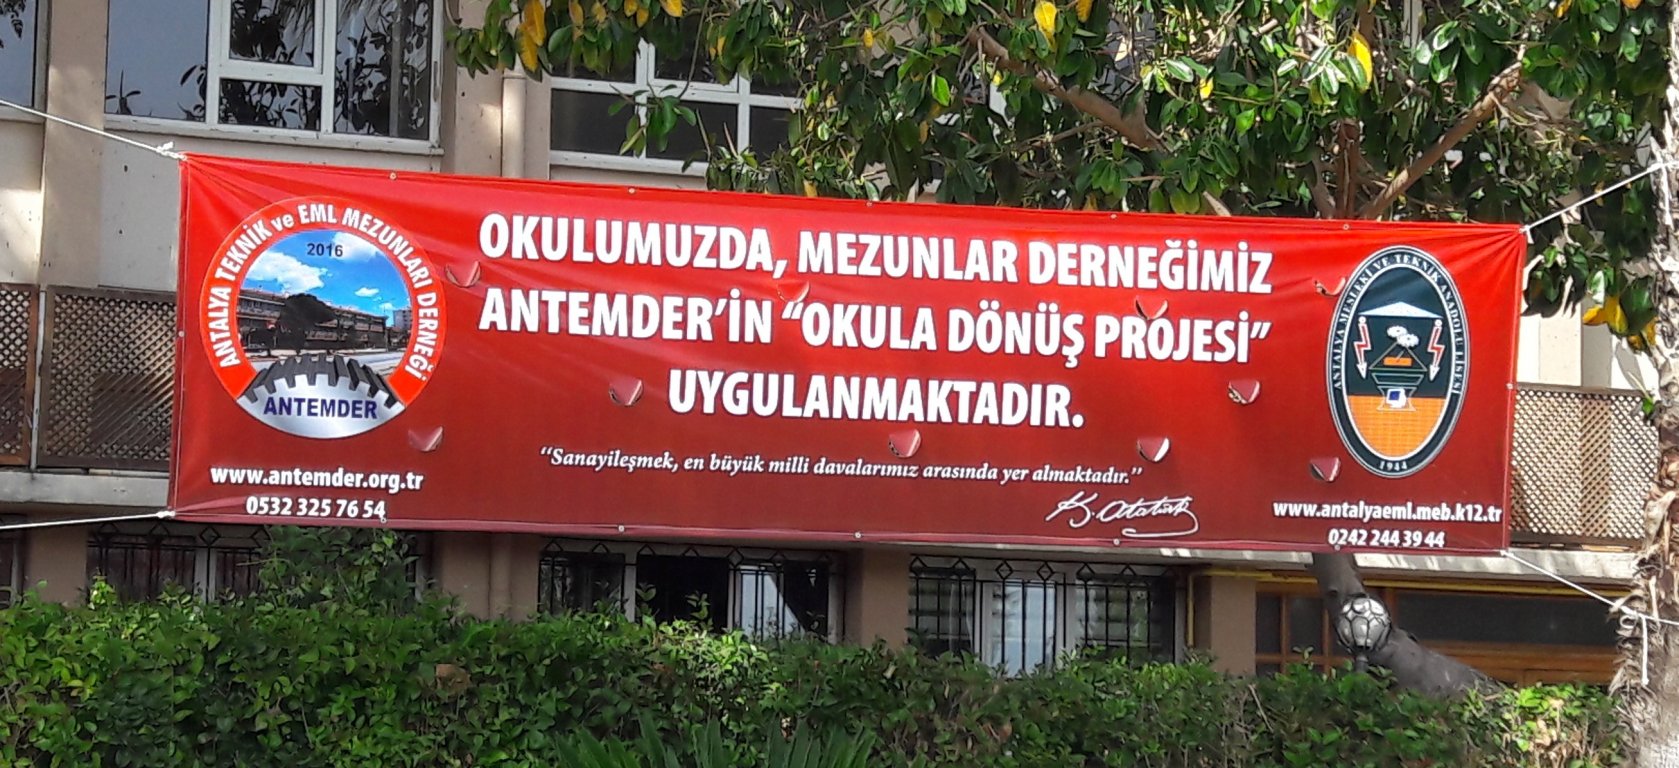 ANTALYA TEKNİK ve EML MEZUNLARI DERNEĞİ
2016
ANTEMDER
www.antemder.org.tr
0532 325 76 54
OKULUMUZDA, MEZUNLAR DERNEĞİMİZ
ANTEMDER'İN “OKULA DÖNÜŞ PROJESİ”
UYGULANMAKTADIR.
“Sanayileşmek, en büyük milli davalarımız arasında yer almaktadır.”
K. Atatürk
ANTALYA MESLEKİ VE TEKNİK ANADOLU LİSESİ
1944
www.antalyaeml.meb.k12.tr
0242 244 39 44